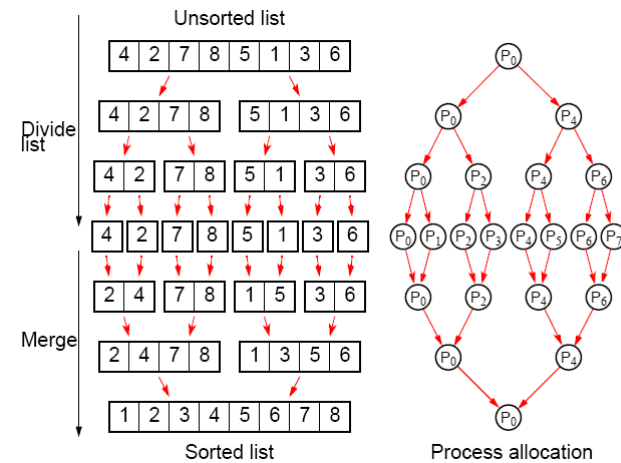 Unsorted list
4 2 7 8 5 1 3 6
4 2 7 8 5 1 3 6
Divide
list
4 2 7 8 5 1 3 6
4 2 7 8 5 1 3 6
2 4 7 8 1 5 3 6
Merge
2 4 7 8 1 3 5 6
1 2 3 4 5 6 7 8
Sorted list
P0
P0 P4
P0 P2 P4 P6
P0 P1 P2 P3 P4 P5 P6 P7
P0 P2 P4 P6
P0 P4
P0
Process allocation